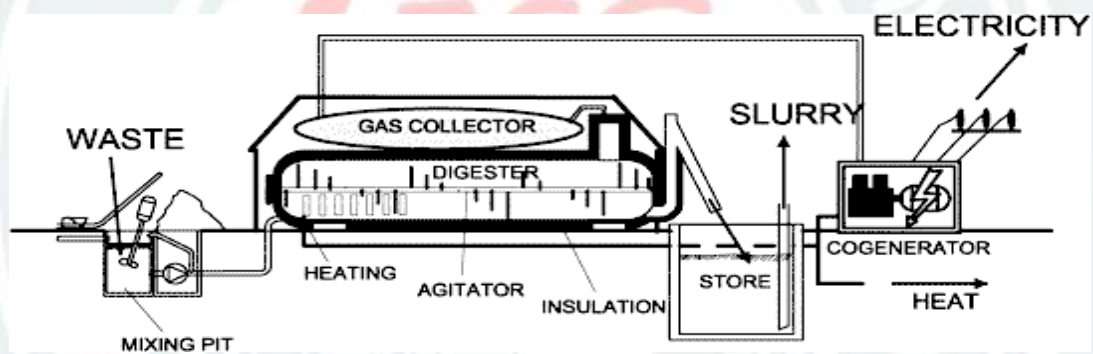 ELECTRICITY
WASTE
GAS COLLECTOR
SLURRY
DIGESTER
COGENERATOR
HEATING
AGITATOR
INSULATION
STORE
HEAT
MIXING PIT